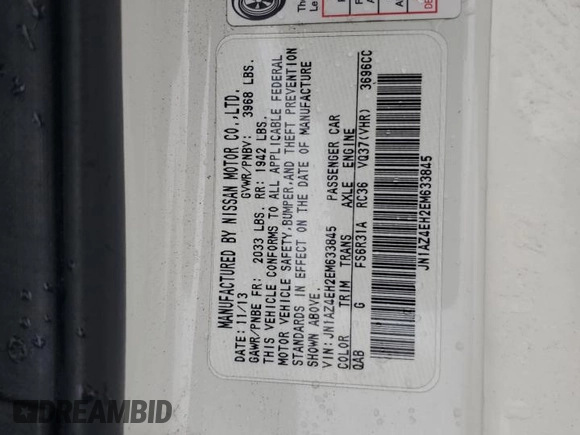 MANUFACTURED BY NISSAN MOTOR CO.,LTD.
DATE: 11/13 GVWR/PNBV: 3968 LBS.
GAWR/PNBE FR: 2033 LBS. RR: 1942 LBS.
THIS VEHICLE CONFORMS TO ALL APPLICABLE FEDERAL
MOTOR VEHICLE SAFETY,BUMPER,AND THEFT PREVENTION
STANDARDS IN EFFECT ON THE DATE OF MANUFACTURE
SHOWN ABOVE.
VIN: JN1AZ4EH2EM633845 PASSENGER CAR
COLOR TRIM TRANS AXLE ENGINE
QAB G FS6R31A RC36 VQ37(VHR) 3696CC
JN1AZ4EH2EM633845
DREAMBID